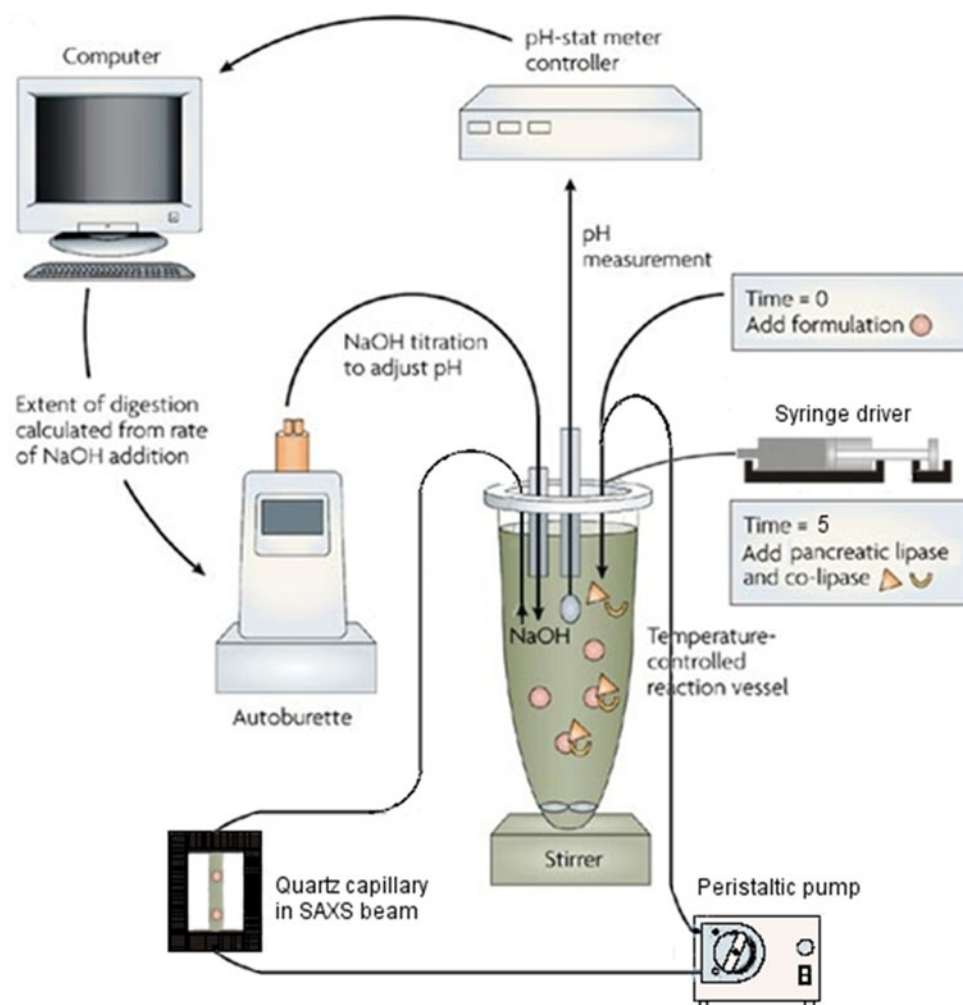 Computer
pH-stat meter
controller
pH
measurement
Time = 0
Add formulation
NaOH titration
to adjust pH
Extent of digestion
calculated from rate
of NaOH addition
Syringe driver
Time = 5
Add pancreatic lipase
and co-lipase
NaOH
Temperature-
controlled
reaction vessel
Autoburette
Stirrer
Quartz capillary
in SAXS beam
Peristaltic pump